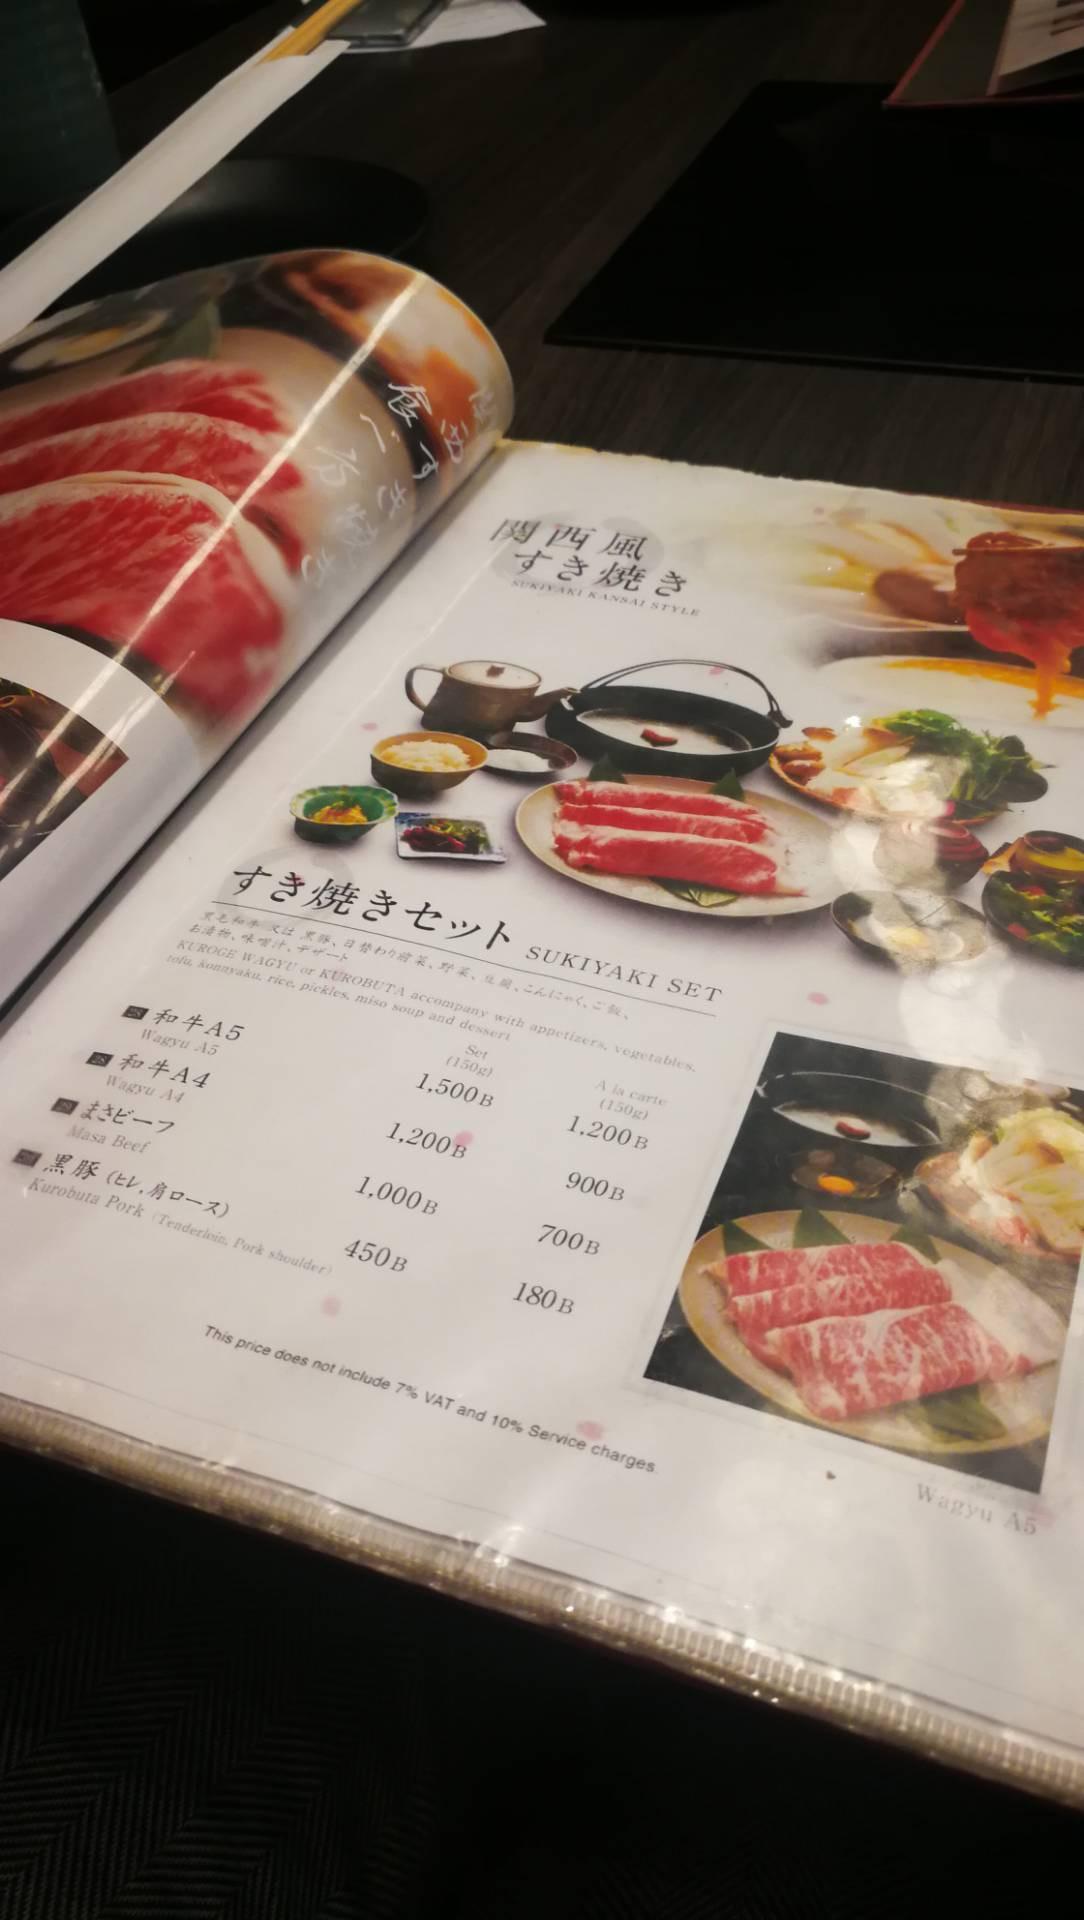 関西風
すき焼き
SUKIYAKI KANSAI STYLE
すき焼きセット SUKIYAKI SET
黒毛和牛 又は 黒豚、日替わり前菜、野菜、豆腐、こんにゃく、ご飯、
お漬物、味噌汁、デザート
KUROGE WAGYU or KUROBUTA accompany with appetizers, vegetables,
tofu, konnyaku, rice, pickles, miso soup and dessert
Set
(150g)
A la carte
(150g)
和牛A5 1,500B 1,200B
Wagyu A5
和牛A4 1,200B 900B
Wagyu A4
まさビーフ 1,000B 700B
Masa Beef
黒豚 (ヒレ,肩ロース) 450B 180B
Kurobuta Pork (Tenderloin, Pork shoulder)
This price does not include 7% VAT and 10% Service charges.
Wagyu A5